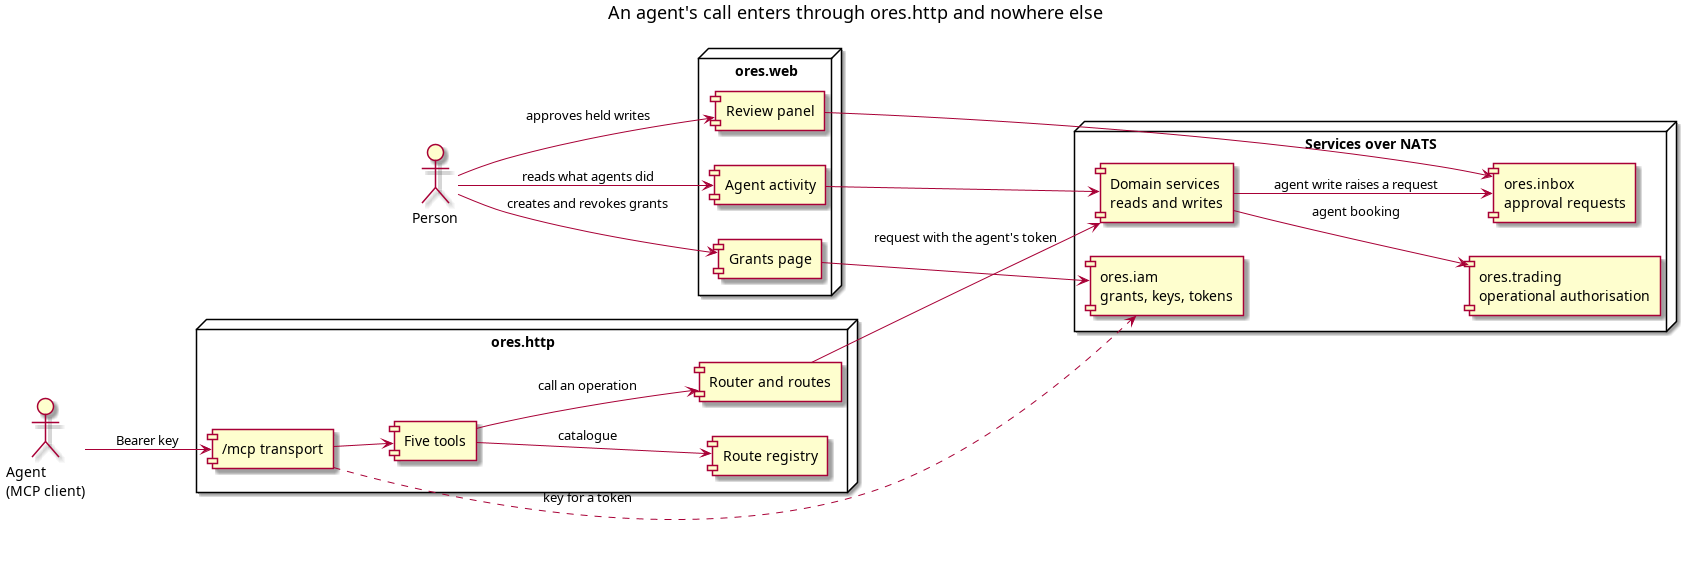 An agent's call enters through ores.http and nowhere else
ores.web
Review panel
approves held writes
Services over NATS
Agent activity
reads what agents did
Person
creates and revokes grants
Grants page
Domain services
reads and writes
agent write raises a request
ores.inbox
approval requests
agent booking
request with the agent's token
ores.iam
grants, keys, tokens
ores.trading
operational authorisation
ores.http
Router and routes
call an operation
Agent
(MCP client)
Bearer key
/mcp transport
Five tools
catalogue
Route registry
key for a token